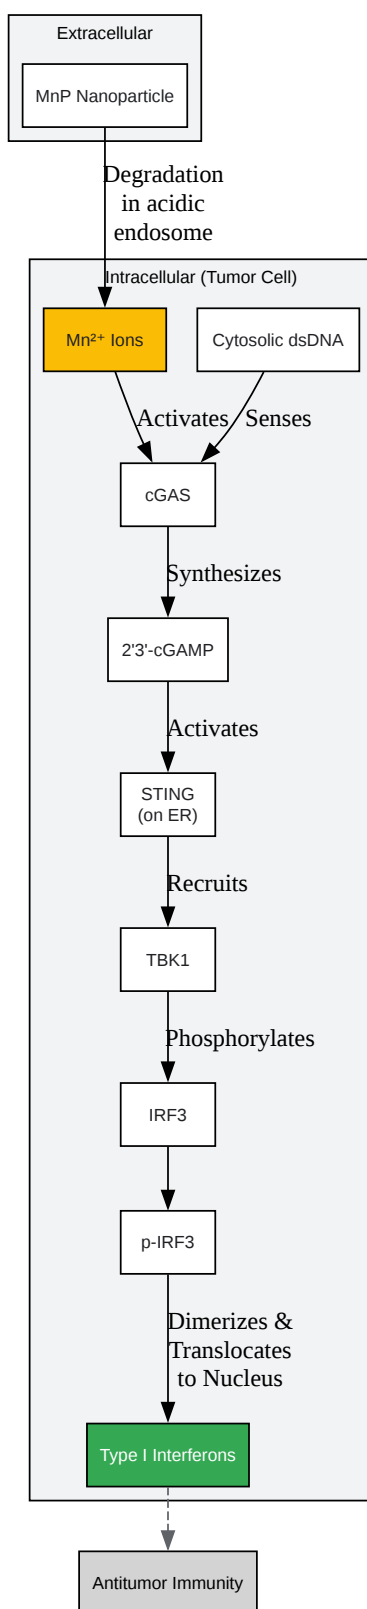 Extracellular
MnP Nanoparticle
Degradation
in acidic
endosome
Intracellular (Tumor Cell)
Mn²⁺ Ions
Cytosolic dsDNA
Activates
Senses
cGAS
Synthesizes
2'3'-cGAMP
Activates
STING
(on ER)
Recruits
TBK1
Phosphorylates
IRF3
p-IRF3
Dimerizes &
Translocates
to Nucleus
Type I Interferons
Antitumor Immunity